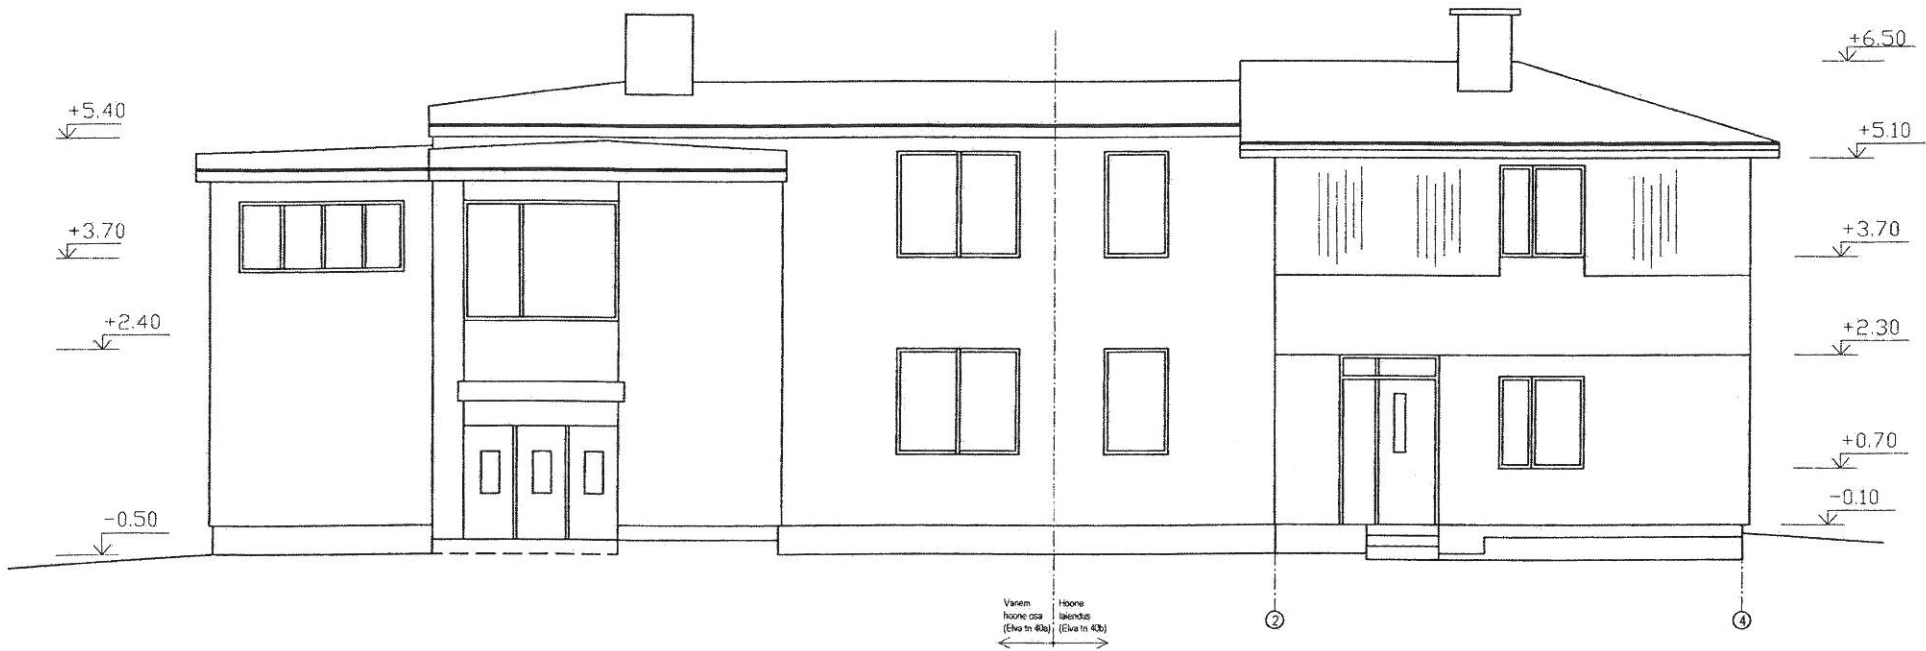 +6.50
+5.40
+5.10
+3.70
+3.70
+2.40
+2.30
+0.70
-0.10
-0.50
Vanem
hoone osa
(Elva tn 40a)
Hoone
laiendus
(Elva tn 40b)
2
4